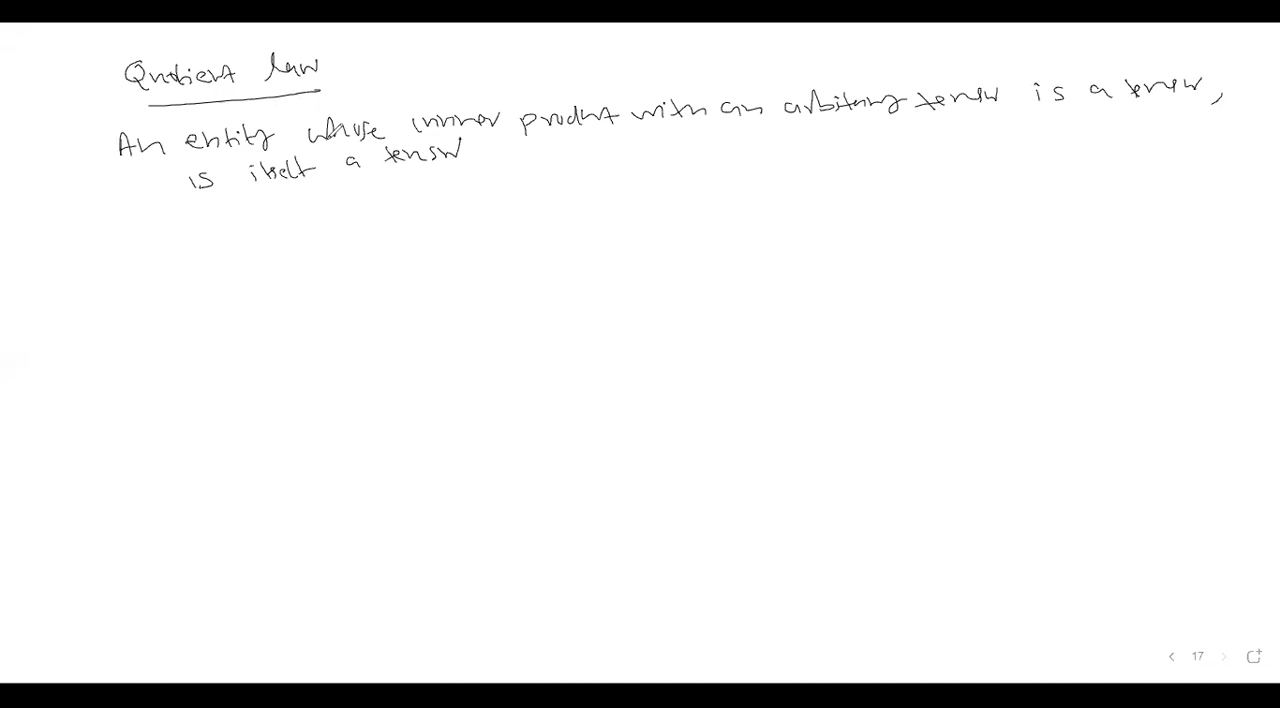 Quotient law
An entity whose inner product with an arbitrary tensor is a tensor,
is itself a tensor
17